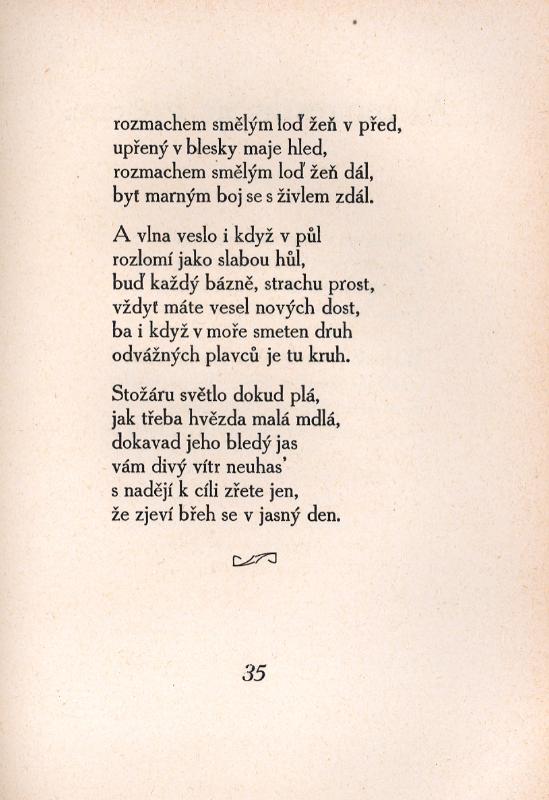 rozmachem smělým loď žeň v před,
upřený v blesky maje hled,
rozmachem smělým loď žeň dál,
byť marným boj se s živlem zdál.
A vlna veslo i když v půl
rozlomí jako slabou hůl,
buď každý bázně, strachu prost,
vždyť máte vesel nových dost,
ba i když v moře smeten druh
odvážných plavců je tu kruh.
Stožáru světlo dokud plá,
jak třeba hvězda malá mdlá,
dokavad jeho bledý jas
vám divý vítr neuhas’
s nadějí k cíli zřete jen,
že zjeví břeh se v jasný den.
35